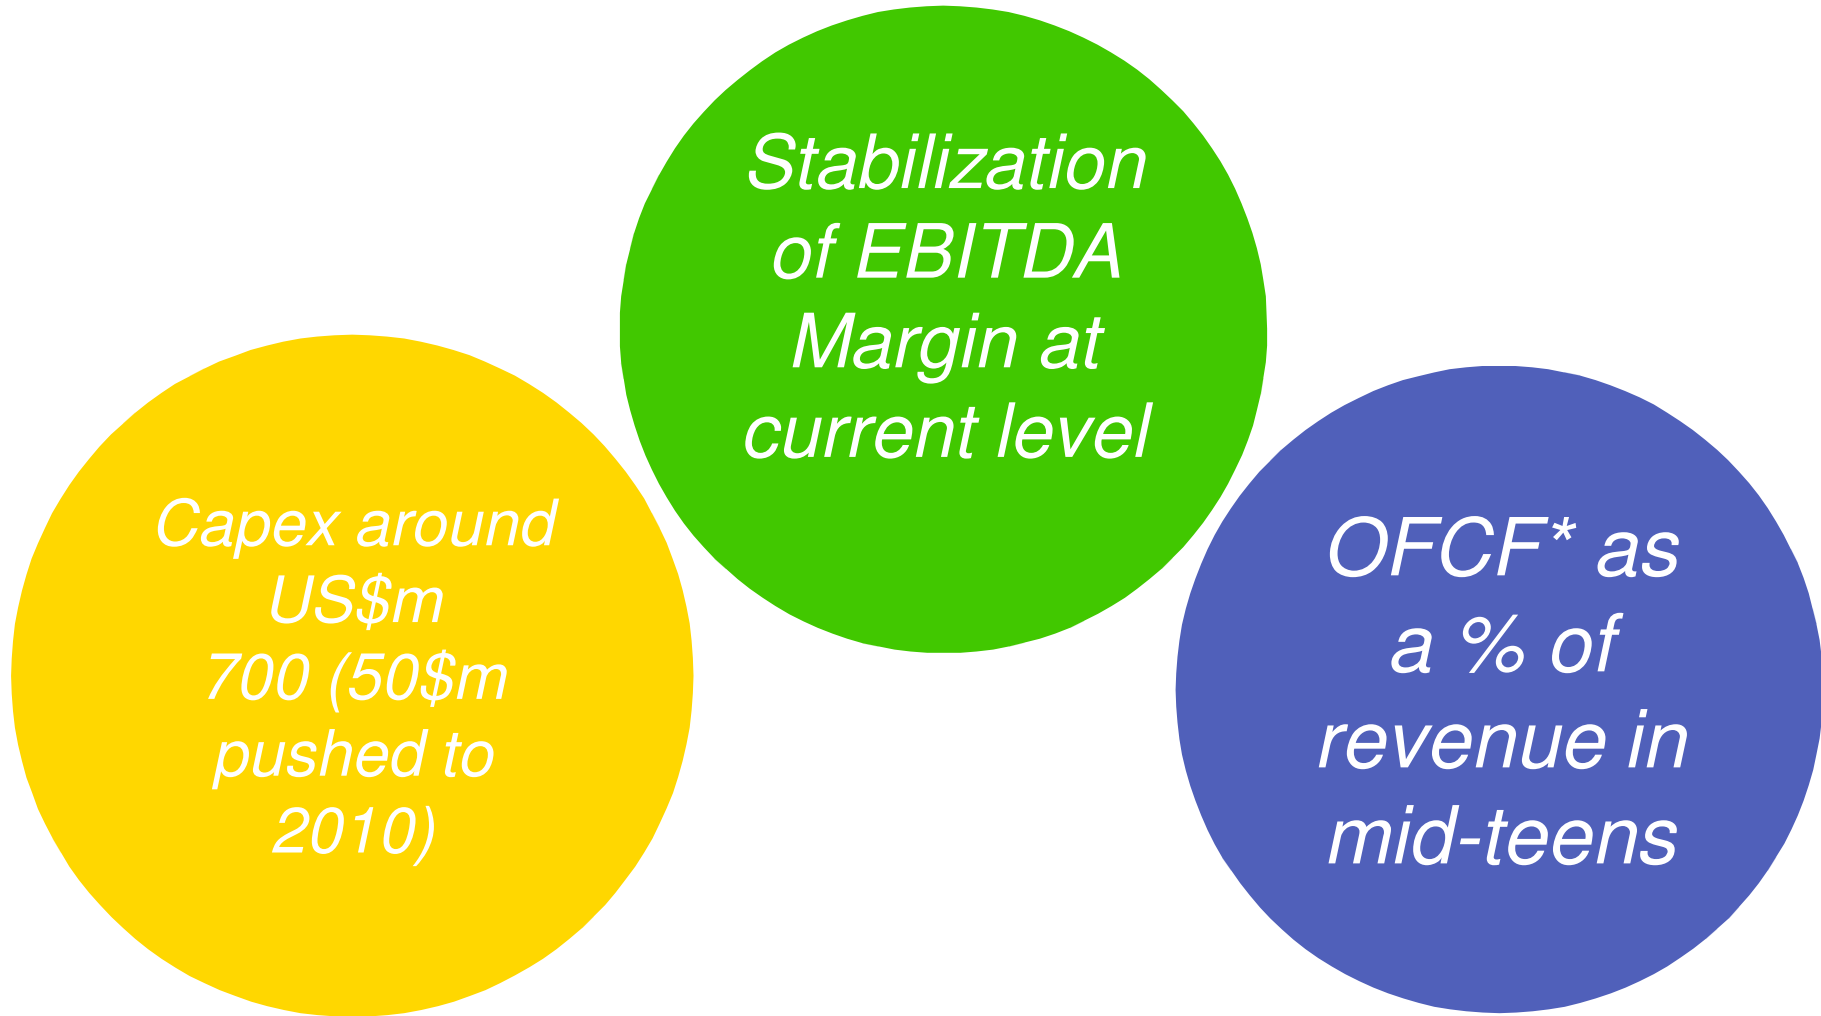 Stabilization
of EBITDA
Margin at
current level
Capex around
US$m
700 (50$m
pushed to
2010)
OFCF* as
a % of
revenue in
mid-teens